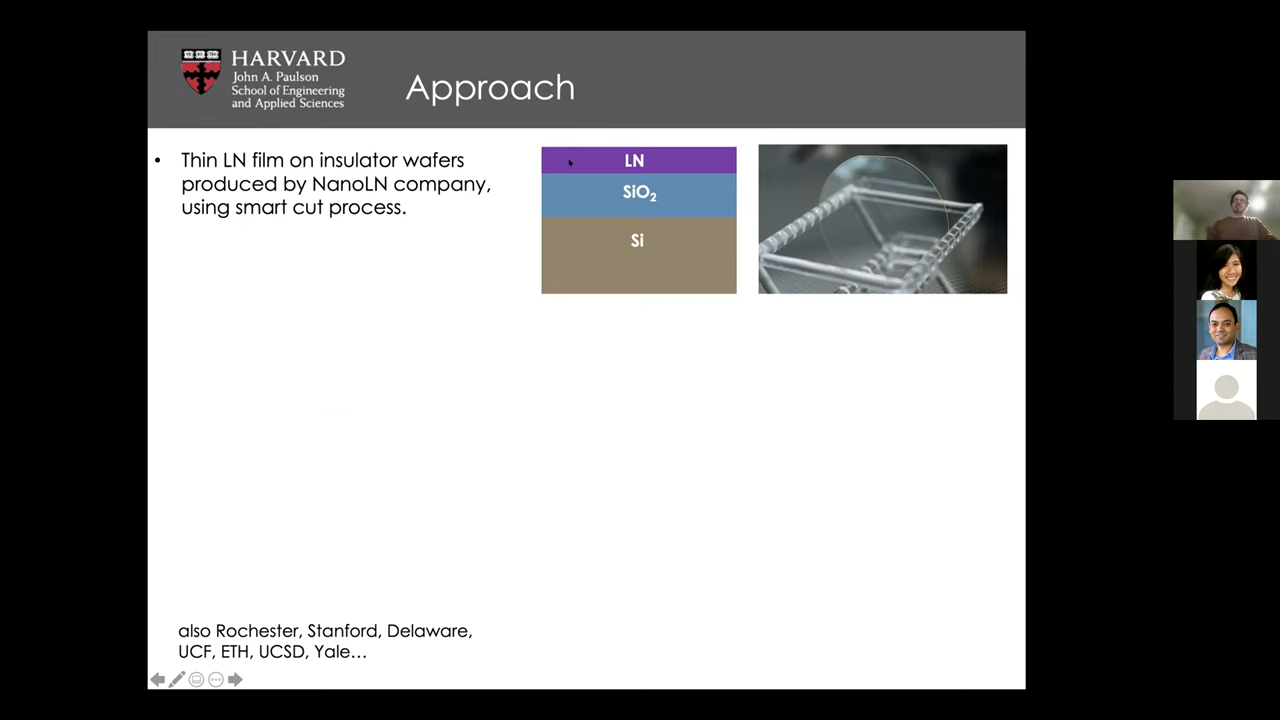 HARVARD
John A. Paulson
School of Engineering
and Applied Sciences
Approach
• Thin LN film on insulator wafers
produced by NanoLN company,
using smart cut process.
LN
SiO₂
Si
also Rochester, Stanford, Delaware,
UCF, ETH, UCSD, Yale…